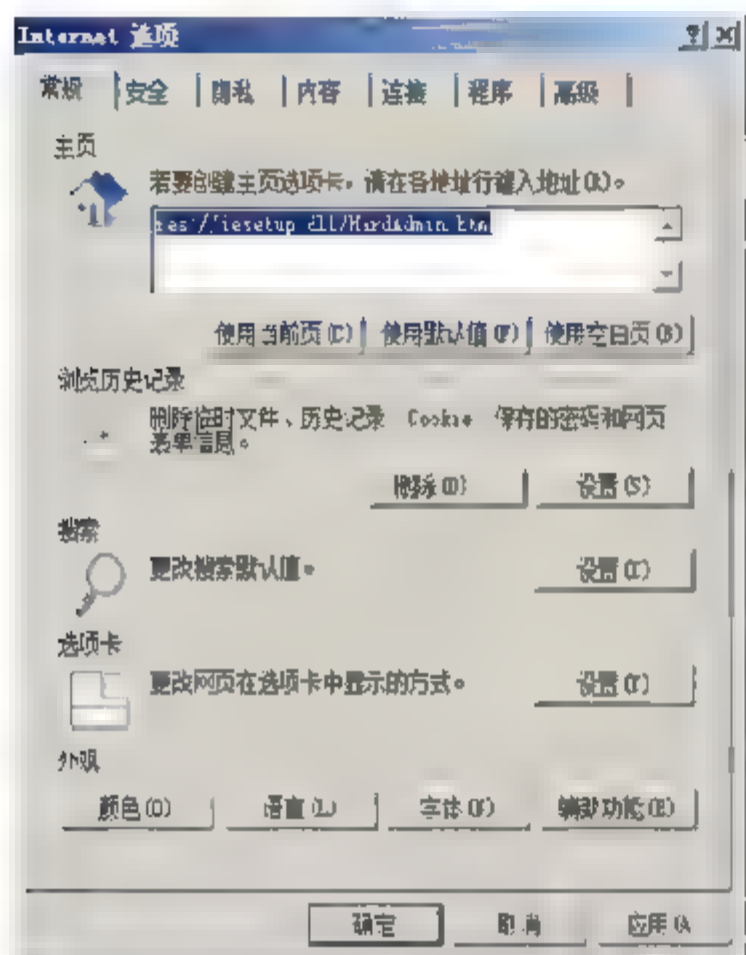 Internet 选项
常规 安全 隐私 内容 连接 程序 高级
主页
若要创建主页选项卡，请在各地址行键入地址(R)。
res://iesetup.dll/HardAdmin.htm
使用当前页(C) 使用默认值(F) 使用空白页(B)
浏览历史记录
删除临时文件、历史记录、Cookie、保存的密码和网页
表单信息。
删除(D) 设置(S)
搜索
更改搜索默认值。
设置(I)
选项卡
更改网页在选项卡中显示的方式。
设置(T)
外观
颜色(O) 语言(L) 字体(N) 辅助功能(E)
确定 取消 应用(A